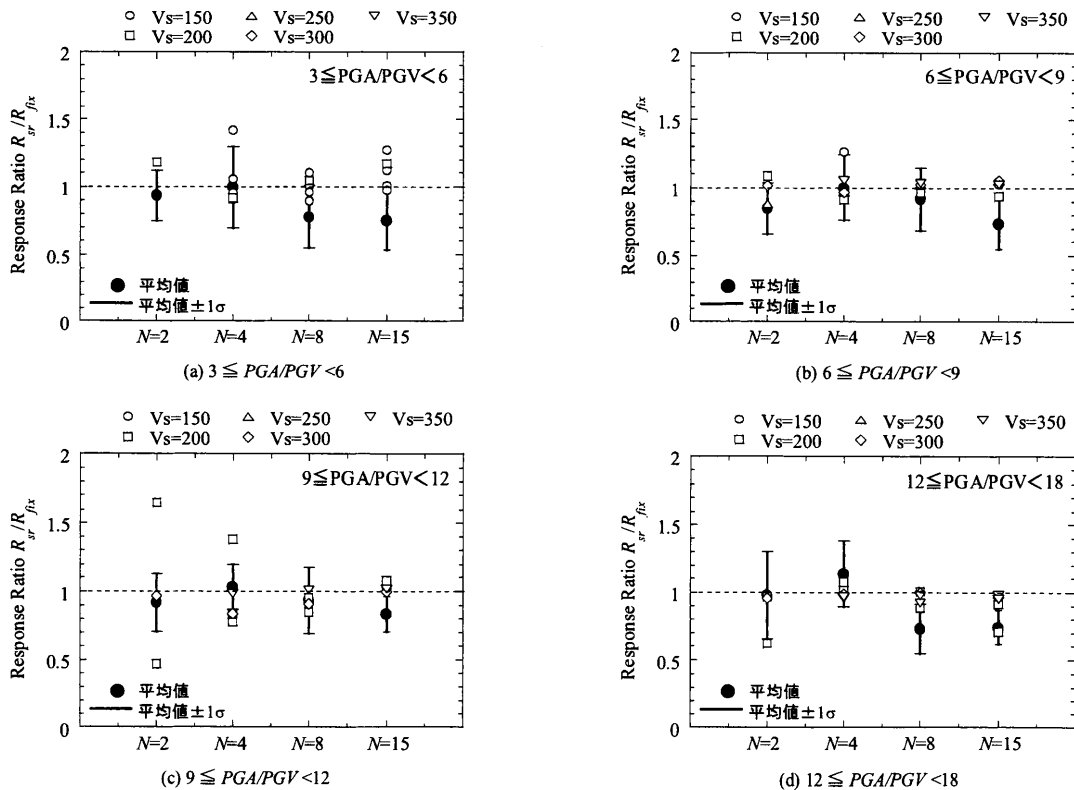 ○ Vs=150 △ Vs=250 ▽ Vs=350
□ Vs=200 ◇ Vs=300
3≦PGA/PGV<6
Response Ratio R_sr/R_fix
2
1.5
1
0.5
0
● 平均値
平均値±1σ
N=2 N=4 N=8 N=15
(a) 3 ≦ PGA/PGV <6
○ Vs=150 △ Vs=250 ▽ Vs=350
□ Vs=200 ◇ Vs=300
6≦PGA/PGV<9
Response Ratio R_sr/R_fix
2
1.5
1
0.5
0
● 平均値
平均値±1σ
N=2 N=4 N=8 N=15
(b) 6 ≦ PGA/PGV <9
○ Vs=150 △ Vs=250 ▽ Vs=350
□ Vs=200 ◇ Vs=300
9≦PGA/PGV<12
Response Ratio R_sr/R_fix
2
1.5
1
0.5
0
● 平均値
平均値±1σ
N=2 N=4 N=8 N=15
(c) 9 ≦ PGA/PGV <12
○ Vs=150 △ Vs=250 ▽ Vs=350
□ Vs=200 ◇ Vs=300
12≦PGA/PGV<18
Response Ratio R_sr/R_fix
2
1.5
1
0.5
0
● 平均値
平均値±1σ
N=2 N=4 N=8 N=15
(d) 12 ≦ PGA/PGV <18